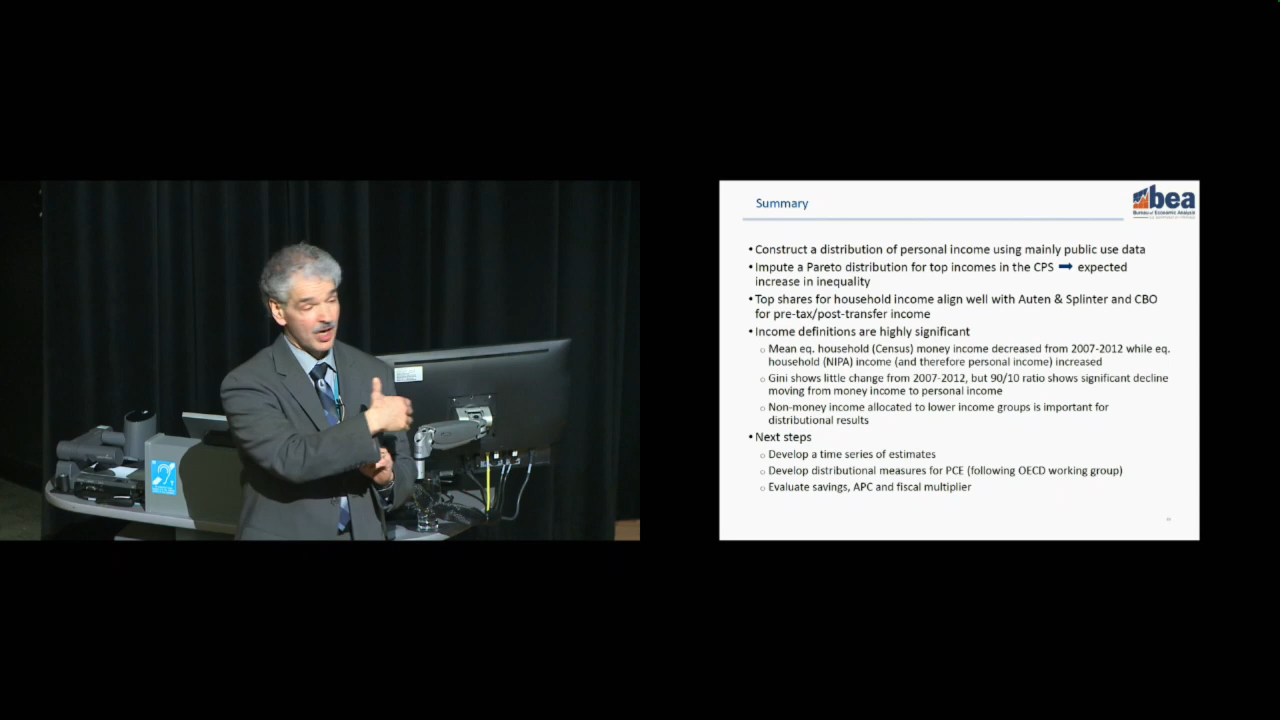 Summary
bea
Bureau of Economic Analysis
• Construct a distribution of personal income using mainly public use data
• Impute a Pareto distribution for top incomes in the CPS ➡ expected
increase in inequality
• Top shares for household income align well with Auten & Splinter and CBO
for pre-tax/post-transfer income
• Income definitions are highly significant
○ Mean eq. household (Census) money income decreased from 2007-2012 while eq.
household (NIPA) income (and therefore personal income) increased
○ Gini shows little change from 2007-2012, but 90/10 ratio shows significant decline
moving from money income to personal income
○ Non-money income allocated to lower income groups is important for
distributional results
• Next steps
○ Develop a time series of estimates
○ Develop distributional measures for PCE (following OECD working group)
○ Evaluate savings, APC and fiscal multiplier